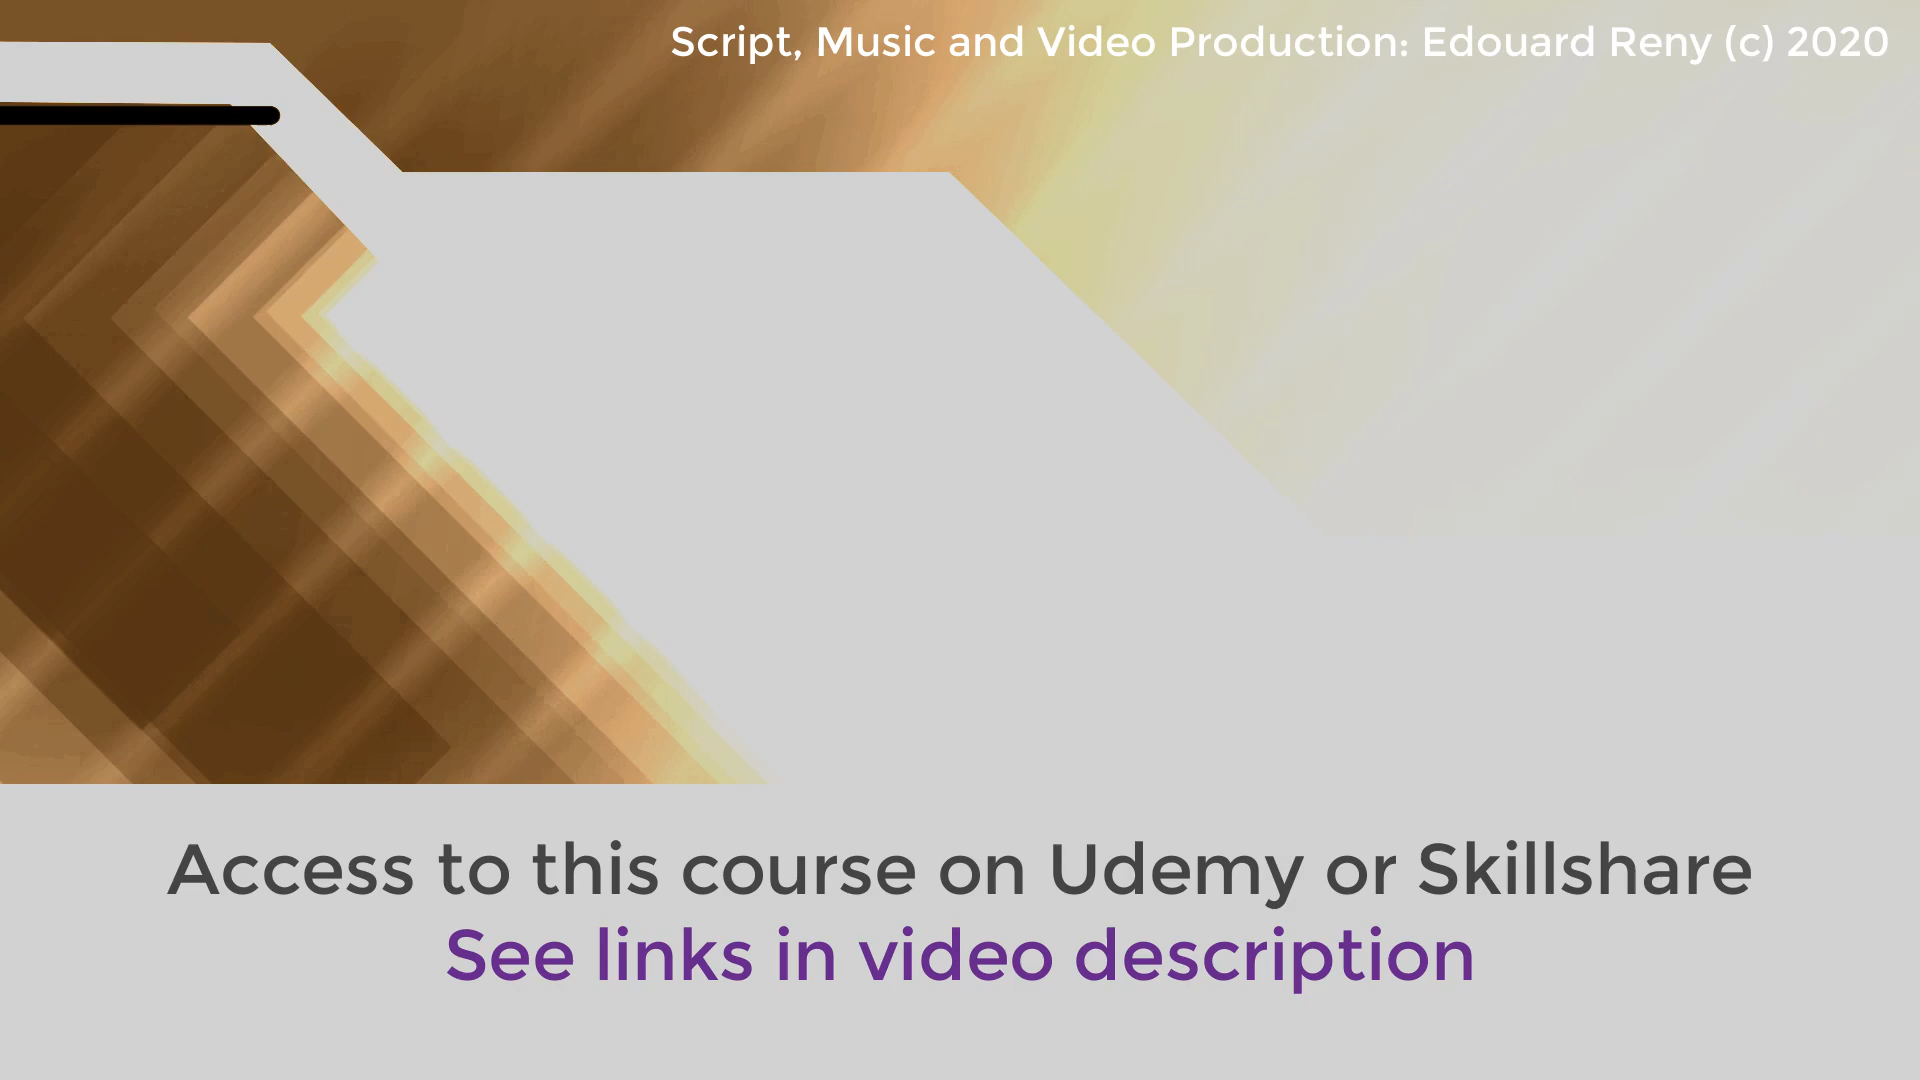 Script, Music and Video Production: Edouard Reny (c) 2020
Access to this course on Udemy or Skillshare
See links in video description